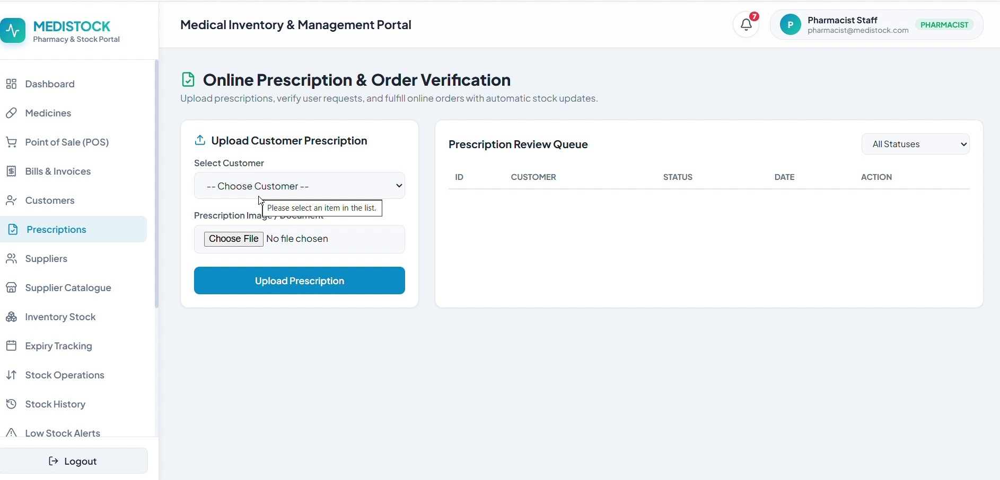 MEDISTOCK
Pharmacy & Stock Portal
Dashboard
Medicines
Point of Sale (POS)
Bills & Invoices
Customers
Prescriptions
Suppliers
Supplier Catalogue
Inventory Stock
Expiry Tracking
Stock Operations
Stock History
Low Stock Alerts
Logout
Medical Inventory & Management Portal
7
P
Pharmacist Staff
pharmacist@medistock.com
PHARMACIST
Online Prescription & Order Verification
Upload prescriptions, verify user requests, and fulfill online orders with automatic stock updates.
Upload Customer Prescription
Select Customer
-- Choose Customer --
Please select an item in the list.
Prescription Image / Document
Choose File No file chosen
Upload Prescription
Prescription Review Queue
All Statuses
ID CUSTOMER STATUS DATE ACTION